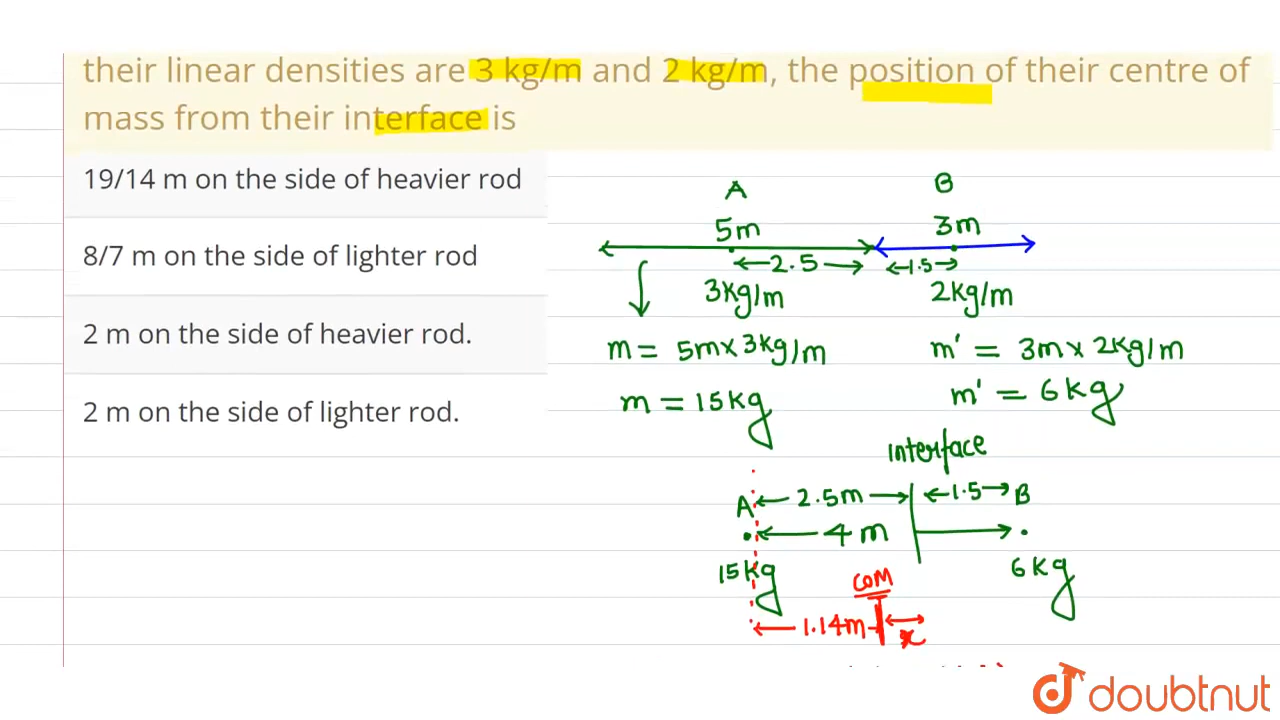 their linear densities are 3 kg/m and 2 kg/m, the position of their centre of
mass from their interface is
19/14 m on the side of heavier rod
8/7 m on the side of lighter rod
2 m on the side of heavier rod.
2 m on the side of lighter rod.
A B
5m 3m
2.5 1.5
3kg/m 2kg/m
m = 5m x 3kg/m m' = 3m x 2kg/m
m = 15kg m' = 6kg
interface
A 2.5m 1.5 B
4 m
15kg 6kg
COM
1.14m x
doubtnut